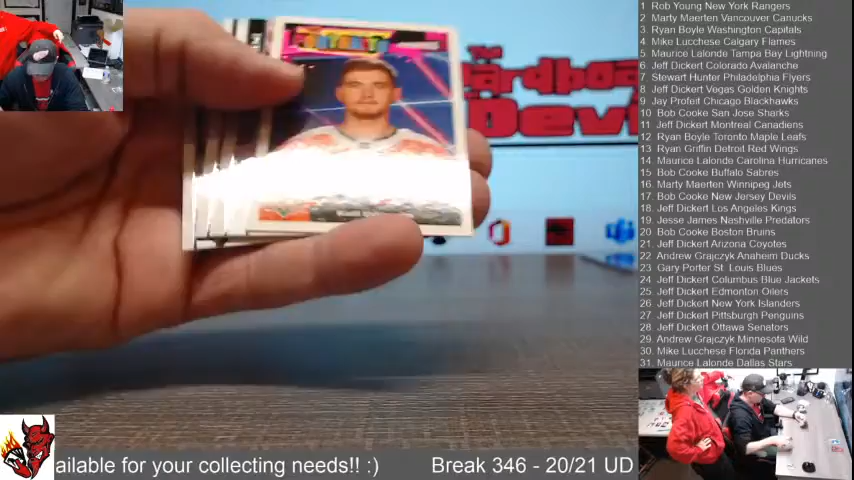 The
Cardboard
Devil
1 Rob Young New York Rangers
2 Marty Maerten Vancouver Canucks
3 Ryan Boyle Washington Capitals
4 Mike Lucchese Calgary Flames
5 Maurice Lalonde Tampa Bay Lightning
6 Jeff Dickert Colorado Avalanche
7 Stewart Hunter Philadelphia Flyers
8 Jeff Dickert Vegas Golden Knights
9 Jay Profeit Chicago Blackhawks
10 Bob Cooke San Jose Sharks
11 Jeff Dickert Montreal Canadiens
12 Ryan Boyle Toronto Maple Leafs
13 Ryan Griffin Detroit Red Wings
14 Maurice Lalonde Carolina Hurricanes
15 Bob Cooke Buffalo Sabres
16 Marty Maerten Winnipeg Jets
17 Bob Cooke New Jersey Devils
18 Jeff Dickert Los Angeles Kings
19 Jesse James Nashville Predators
20 Bob Cooke Boston Bruins
21 Jeff Dickert Arizona Coyotes
22 Andrew Grajczyk Anaheim Ducks
23 Gary Porter St. Louis Blues
24 Jeff Dickert Columbus Blue Jackets
25 Jeff Dickert Edmonton Oilers
26 Jeff Dickert New York Islanders
27 Jeff Dickert Pittsburgh Penguins
28 Jeff Dickert Ottawa Senators
29. Andrew Grajczyk Minnesota Wild
30. Mike Lucchese Florida Panthers
31. Maurice Lalonde Dallas Stars
ailable for your collecting needs!! :) Break 346 - 20/21 UD